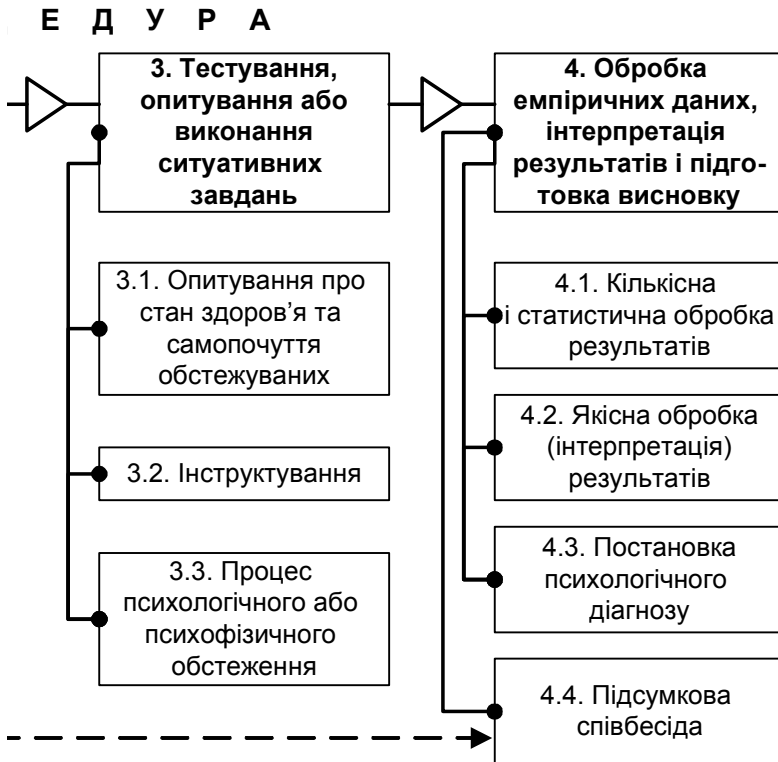 Е Д У Р А
3. Тестування,
опитування або
виконання
ситуативних
завдань
3.1. Опитування про
стан здоров’я та
самопочуття
обстежуваних
3.2. Інструктування
3.3. Процес
психологічного або
психофізичного
обстеження
4. Обробка
емпіричних даних,
інтерпретація
результатів і підго-
товка висновку
4.1. Кількісна
і статистична обробка
результатів
4.2. Якісна обробка
(інтерпретація)
результатів
4.3. Постановка
психологічного
діагнозу
4.4. Підсумкова
співбесіда